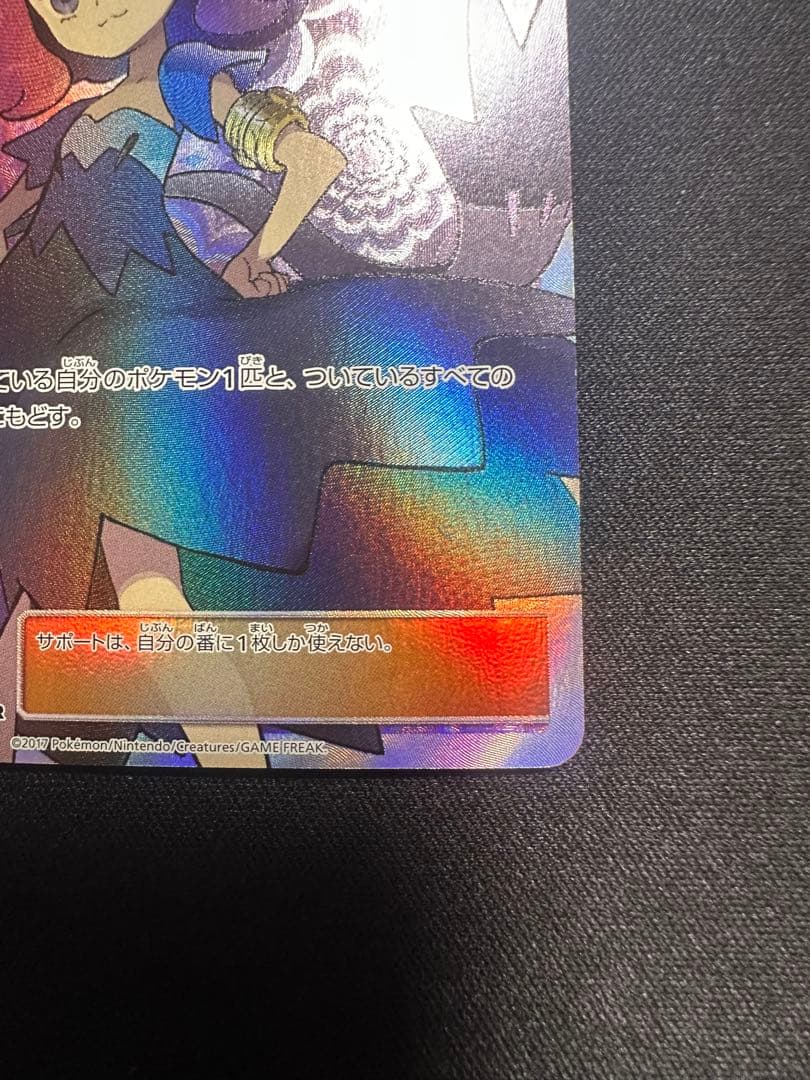 ている自分のポケモン1匹と、ついているすべての
にもどす。
サポートは、自分の番に1枚しか使えない。
R
©2017 Pokémon/Nintendo/Creatures/GAME FREAK.